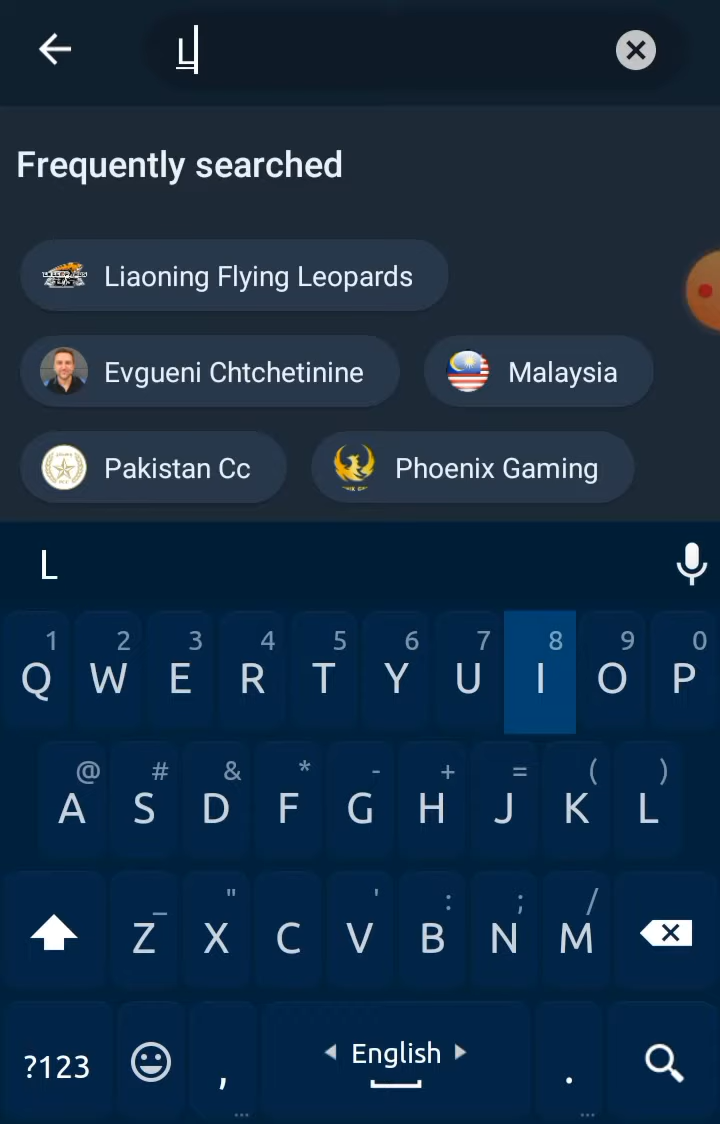 L
Frequently searched
Liaoning Flying Leopards
Evgueni Chtchetinine
Malaysia
Pakistan Cc
Phoenix Gaming
L
1 2 3 4 5 6 7 8 9 0
Q W E R T Y U I O P
@ # & * - + = ( )
A S D F G H J K L
_ " ' : ; /
Z X C V B N M
?123 , English .
... ...